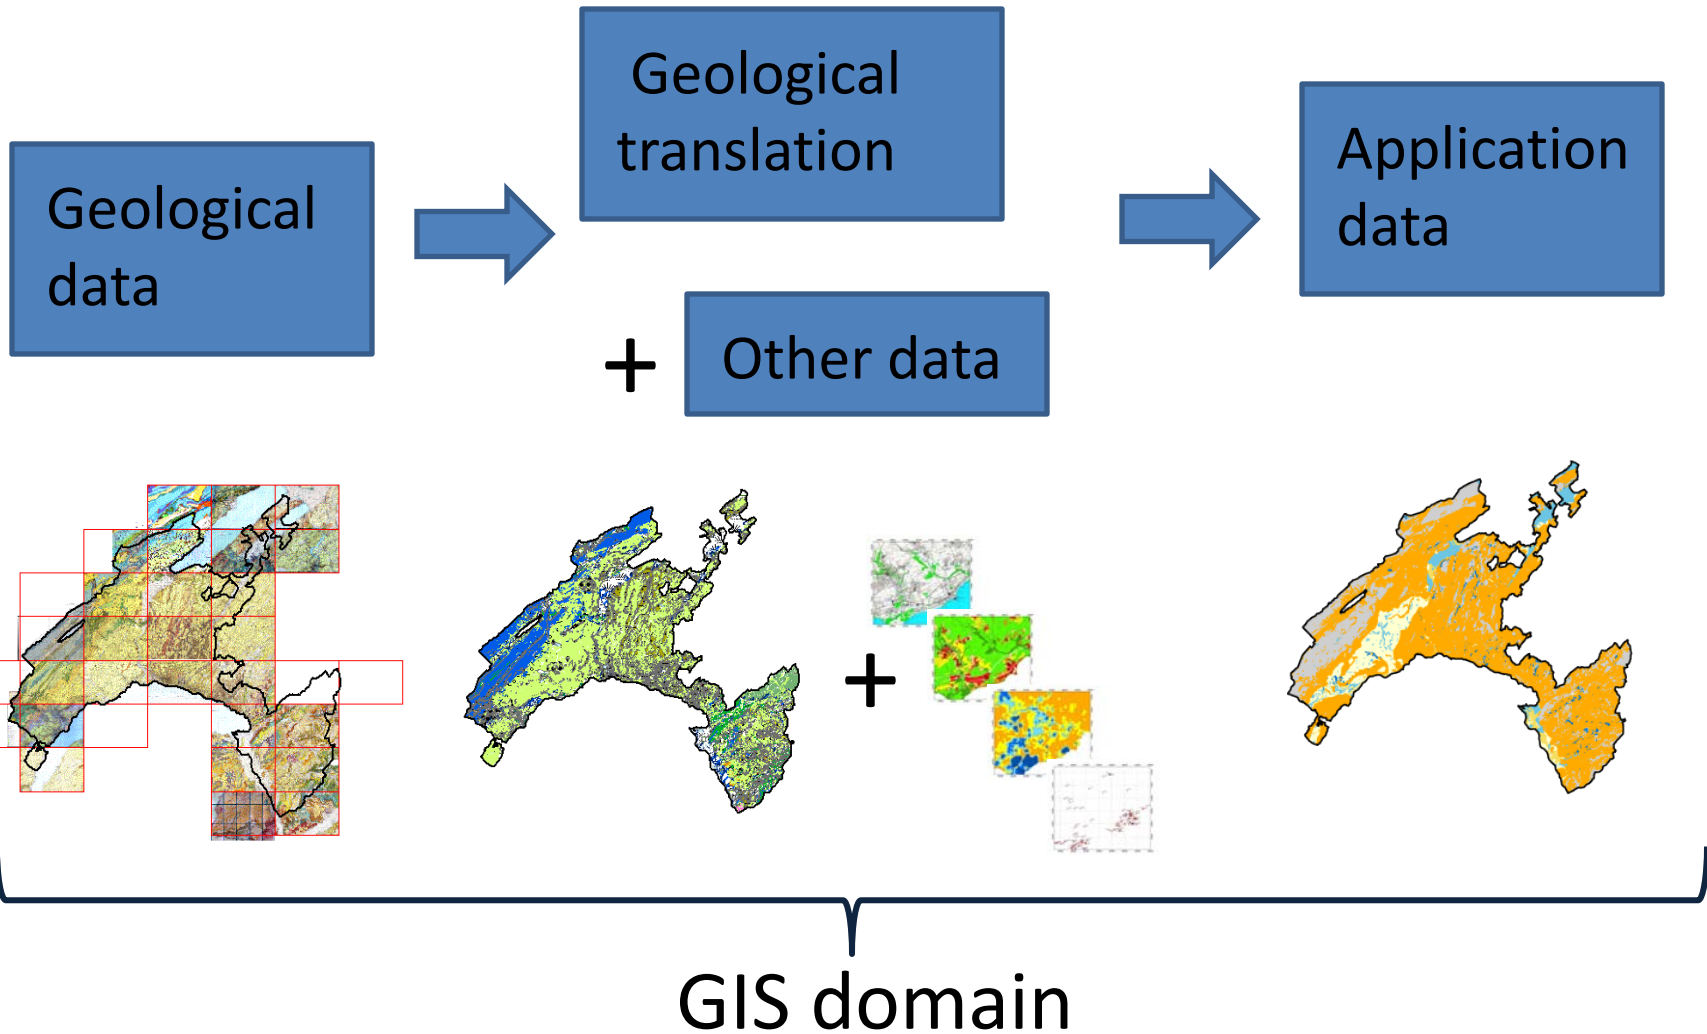 Geological
data
Geological
translation
+
Other data
Application
data
+
GIS domain